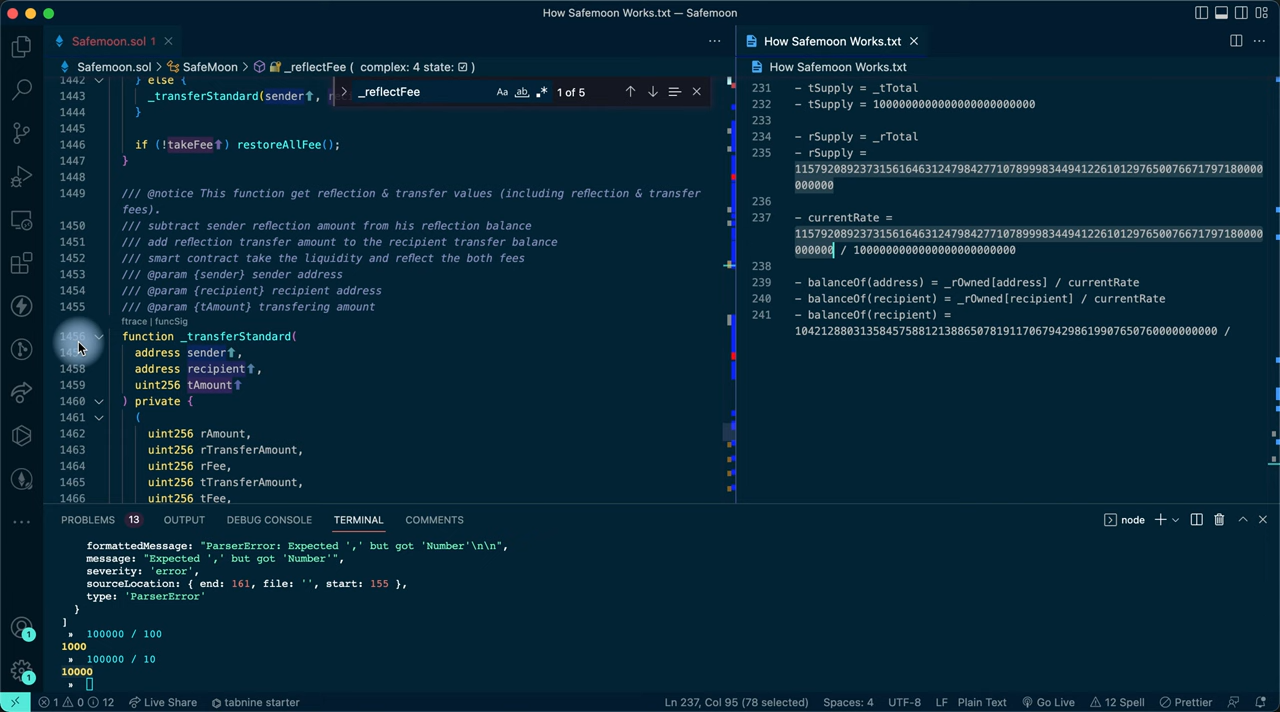 How Safemoon Works.txt — Safemoon
Safemoon.sol 1
How Safemoon Works.txt
Safemoon.sol > SafeMoon > _reflectFee ( complex: 4 state: ☑ )
How Safemoon Works.txt
_reflectFee
Aa
ab
1 of 5
1442 } else {
1443 _transferStandard(sender
1444 }
1445
1446 if (!takeFee) restoreAllFee();
1447 }
1448
1449 /// @notice This function get reflection & transfer values (including reflection & transfer
fees).
1450 /// subtract sender reflection amount from his reflection balance
1451 /// add reflection transfer amount to the recipient transfer balance
1452 /// smart contract take the liquidity and reflect the both fees
1453 /// @param {sender} sender address
1454 /// @param {recipient} recipient address
1455 /// @param {tAmount} transfering amount
ftrace | funcSig
1456 function _transferStandard(
address sender,
1458 address recipient,
1459 uint256 tAmount
1460 ) private {
1461 (
1462 uint256 rAmount,
1463 uint256 rTransferAmount,
1464 uint256 rFee,
1465 uint256 tTransferAmount,
1466 uint256 tFee,
231 - tSupply = _tTotal
232 - tSupply = 1000000000000000000000000
233
234 - rSupply = _rTotal
235 - rSupply =
115792089237316195423570985008687907853269984665640564039457584007913129639935
236
237 - currentRate =
/ 1000000000000000000000000
238
239 - balanceOf(address) = _rOwned[address] / currentRate
240 - balanceOf(recipient) = _rOwned[recipient] / currentRate
241 - balanceOf(recipient) =
PROBLEMS 13 OUTPUT DEBUG CONSOLE TERMINAL COMMENTS
node
formattedMessage: "ParserError: Expected ',' but got 'Number'\n\n",
message: "Expected ',' but got 'Number'",
severity: 'error',
sourceLocation: { end: 161, file: '', start: 155 },
type: 'ParserError'
}
]
» 100000 / 100
1000
» 100000 / 10
10000
»
1
1
1 0 12 Live Share tabnine starter
Ln 237, Col 95 (78 selected) Spaces: 4 UTF-8 LF Plain Text Go Live 12 Spell Prettier